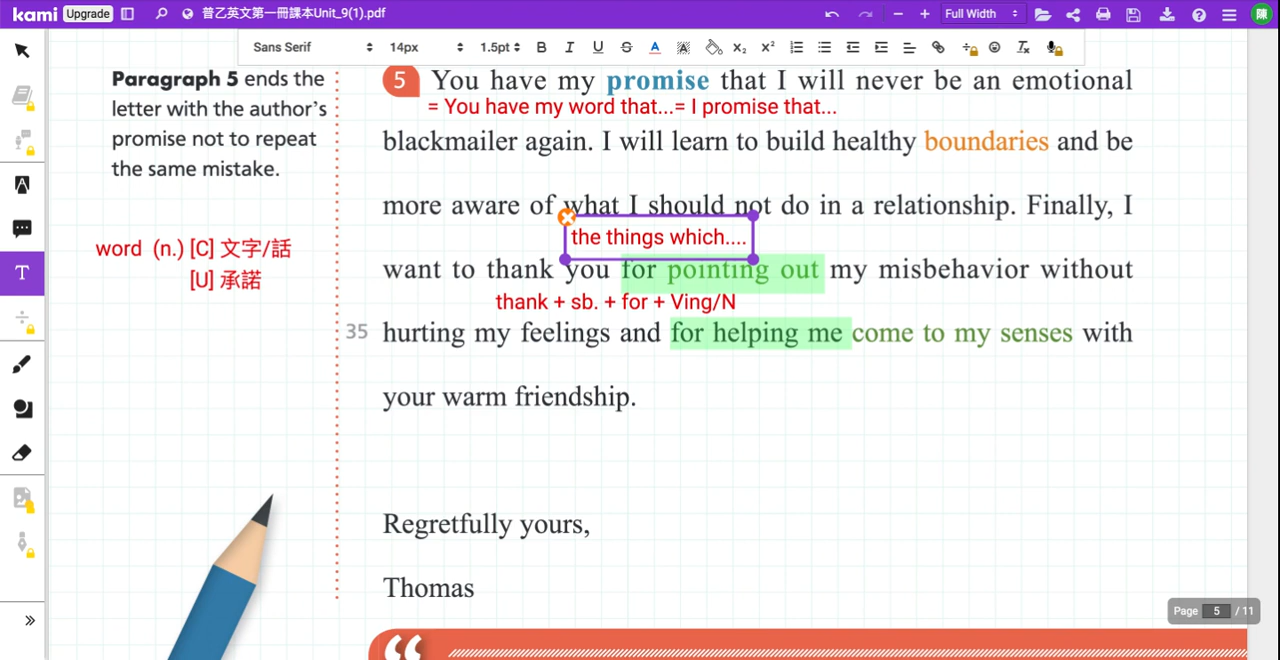 kami Upgrade 普乙英文第一冊課本Unit_9(1).pdf Full Width 陳
Sans Serif 14px 1.5pt B I U S A X₂ X²
Paragraph 5 ends the
letter with the author's
promise not to repeat
the same mistake.
word (n.) [C] 文字/話
[U] 承諾
5 You have my promise that I will never be an emotional
= You have my word that...= I promise that...
blackmailer again. I will learn to build healthy boundaries and be
more aware of what I should not do in a relationship. Finally, I
the things which....
want to thank you for pointing out my misbehavior without
thank + sb. + for + Ving/N
35 hurting my feelings and for helping me come to my senses with
your warm friendship.
Regretfully yours,
Thomas
Page 5 / 11